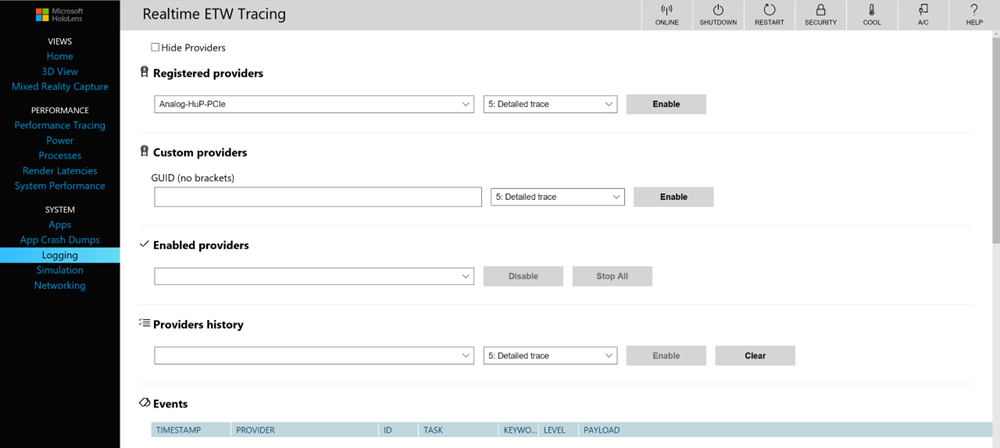 Microsoft
HoloLens
Realtime ETW Tracing
ONLINE
SHUTDOWN
RESTART
SECURITY
COOL
A/C
HELP
VIEWS
Home
3D View
Mixed Reality Capture
PERFORMANCE
Performance Tracing
Power
Processes
Render Latencies
System Performance
SYSTEM
Apps
App Crash Dumps
Logging
Simulation
Networking
Hide Providers
Registered providers
Analog-HuP-PCIe
5: Detailed trace
Enable
Custom providers
GUID (no brackets)
5: Detailed trace
Enable
Enabled providers
Disable
Stop All
Providers history
5: Detailed trace
Enable
Clear
Events
TIMESTAMP
PROVIDER
ID
TASK
KEYWO...
LEVEL
PAYLOAD